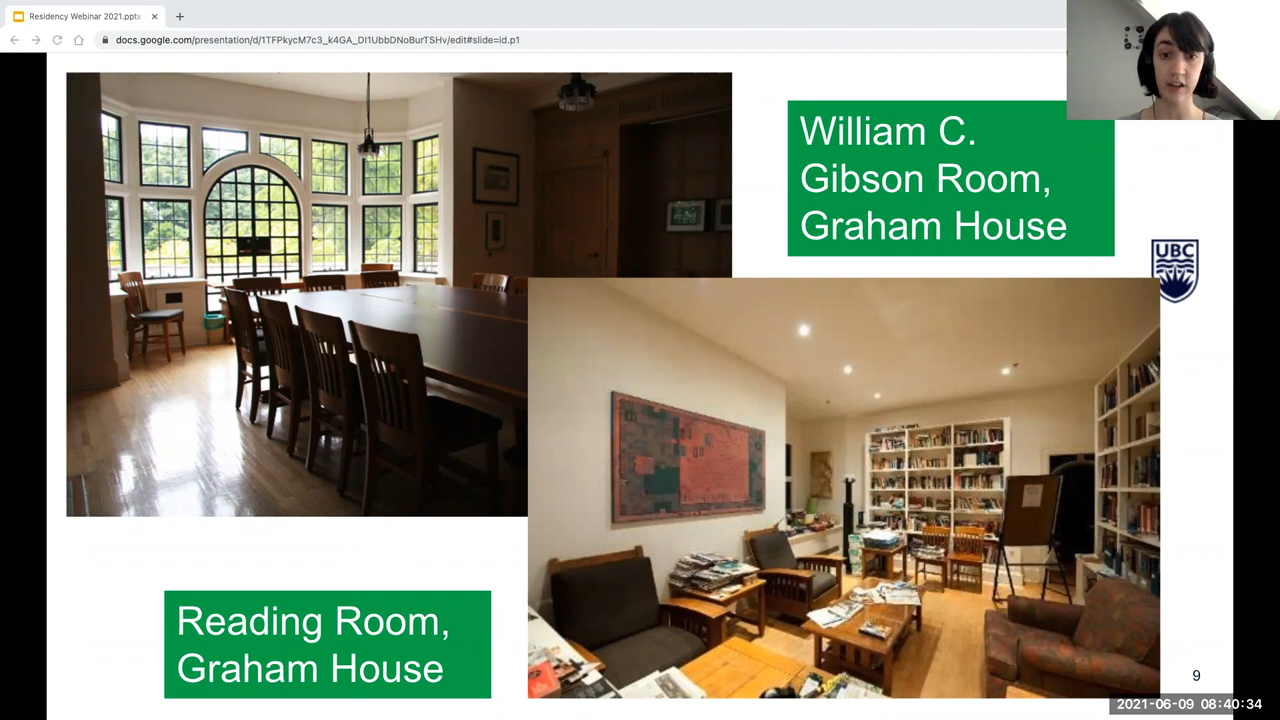 Residency Webinar 2021.pptx
docs.google.com/presentation/d/1TFPkycM7c3_k4GA_DI1UbbDNoBurTSHv/edit#slide=id.p1
William C.
Gibson Room,
Graham House
UBC
Reading Room,
Graham House
9
2021-06-09 08:40:34